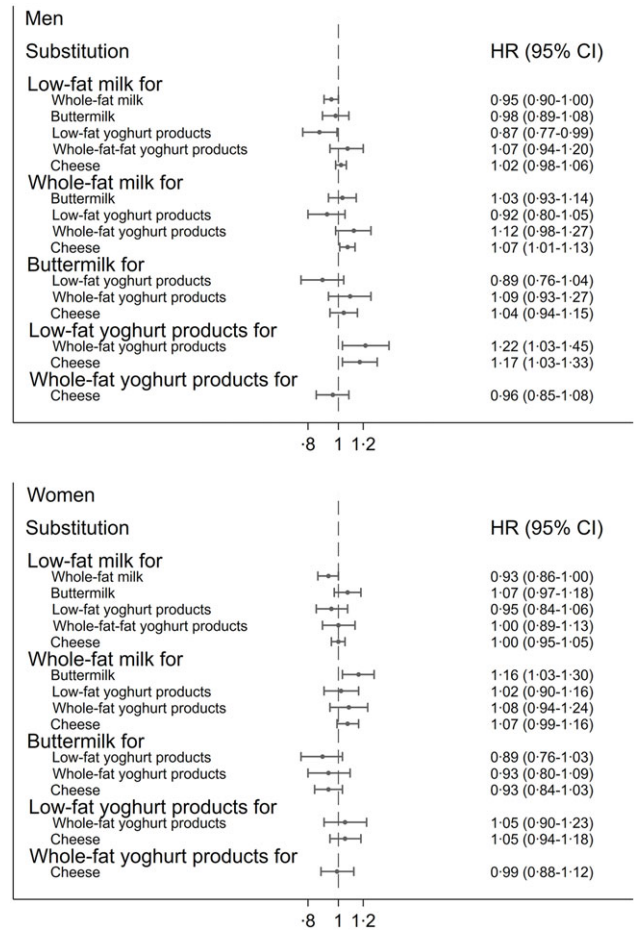 Men
Substitution HR (95% CI)
Low-fat milk for
Whole-fat milk 0·95 (0·90-1·00)
Buttermilk 0·98 (0·89-1·08)
Low-fat yoghurt products 0·87 (0·77-0·99)
Whole-fat-fat yoghurt products 1·07 (0·94-1·20)
Cheese 1·02 (0·98-1·06)
Whole-fat milk for
Buttermilk 1·03 (0·93-1·14)
Low-fat yoghurt products 0·92 (0·80-1·05)
Whole-fat yoghurt products 1·12 (0·98-1·27)
Cheese 1·07 (1·01-1·13)
Buttermilk for
Low-fat yoghurt products 0·89 (0·76-1·04)
Whole-fat yoghurt products 1·09 (0·93-1·27)
Cheese 1·04 (0·94-1·15)
Low-fat yoghurt products for
Whole-fat yoghurt products 1·22 (1·03-1·45)
Cheese 1·17 (1·03-1·33)
Whole-fat yoghurt products for
Cheese 0·96 (0·85-1·08)
·8 1 1·2
Women
Substitution HR (95% CI)
Low-fat milk for
Whole-fat milk 0·93 (0·86-1·00)
Buttermilk 1·07 (0·97-1·18)
Low-fat yoghurt products 0·95 (0·84-1·06)
Whole-fat-fat yoghurt products 1·00 (0·89-1·13)
Cheese 1·00 (0·95-1·05)
Whole-fat milk for
Buttermilk 1·16 (1·03-1·30)
Low-fat yoghurt products 1·02 (0·90-1·16)
Whole-fat yoghurt products 1·08 (0·94-1·24)
Cheese 1·07 (0·99-1·16)
Buttermilk for
Low-fat yoghurt products 0·89 (0·76-1·03)
Whole-fat yoghurt products 0·93 (0·80-1·09)
Cheese 0·93 (0·84-1·03)
Low-fat yoghurt products for
Whole-fat yoghurt products 1·05 (0·90-1·23)
Cheese 1·05 (0·94-1·18)
Whole-fat yoghurt products for
Cheese 0·99 (0·88-1·12)
·8 1 1·2